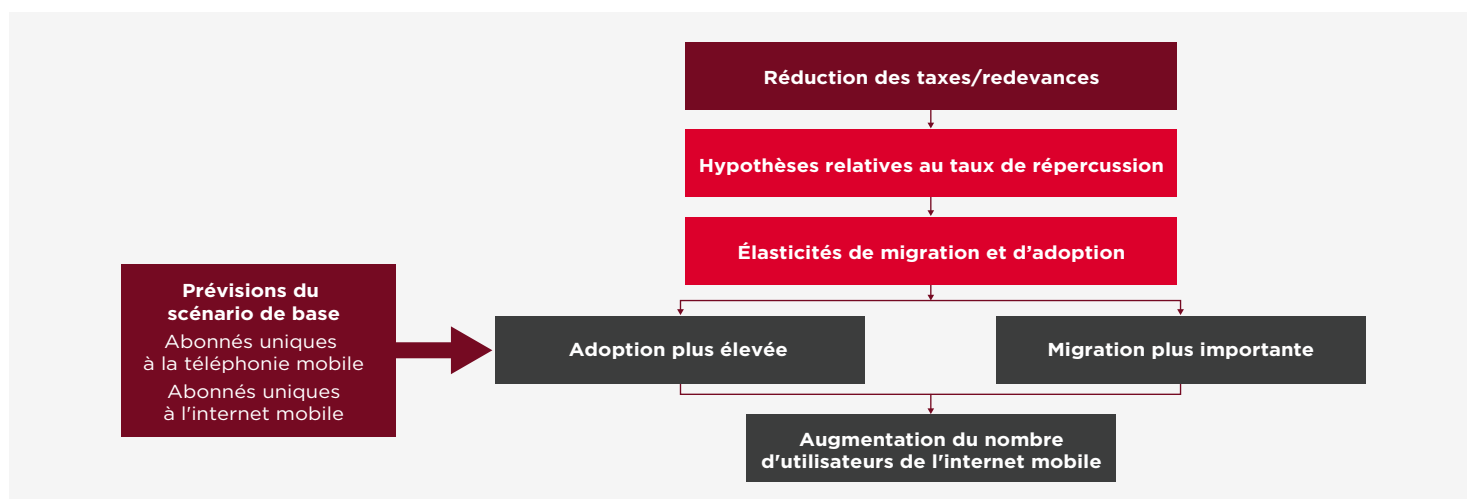 Réduction des taxes/redevances
Hypothèses relatives au taux de répercussion
Élasticités de migration et d’adoption
Prévisions du
scénario de base
Abonnés uniques
à la téléphonie mobile
Abonnés uniques
à l'internet mobile
Adoption plus élevée
Migration plus importante
Augmentation du nombre
d'utilisateurs de l'internet mobile